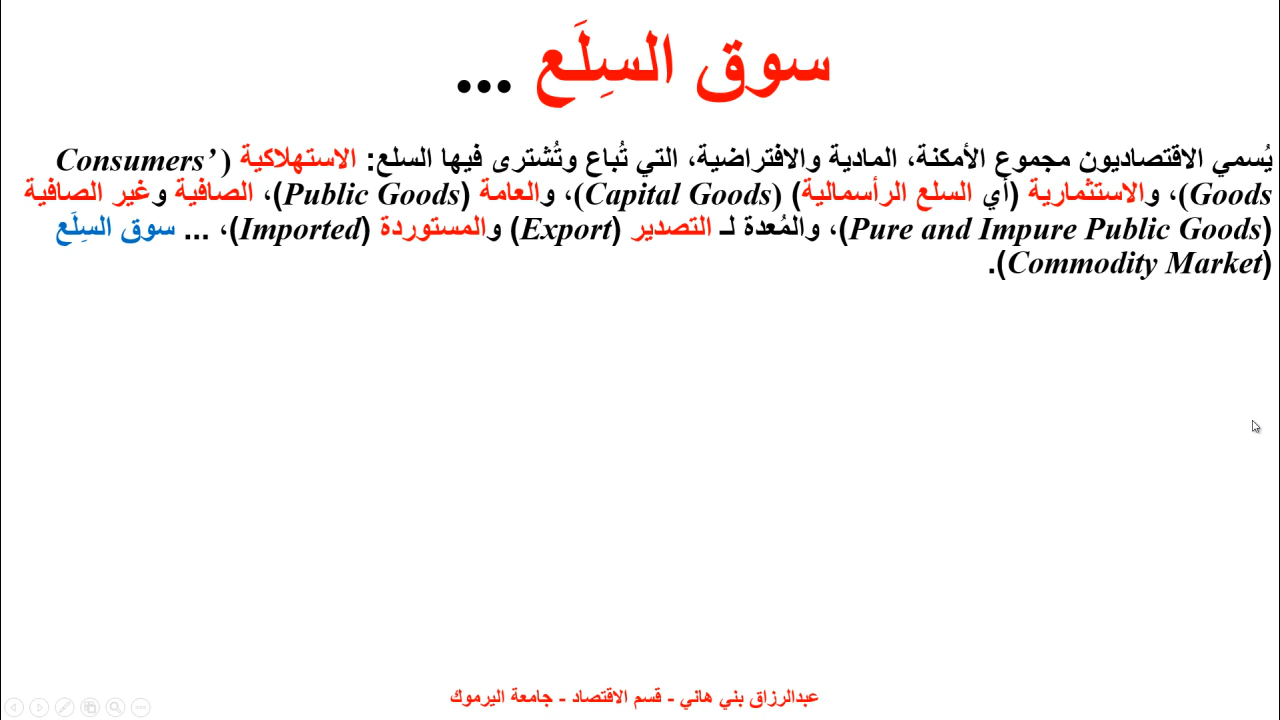 سوق السِلَع ...
يُسمي الاقتصاديون مجموع الأمكنة، المادية والافتراضية، التي تُباع وتُشترى فيها السلع: الاستهلاكية (Consumers’
Goods)، والاستثمارية (أي السلع الرأسمالية) (Capital Goods)، والعامة (Public Goods)، الصافية وغير الصافية
(Pure and Impure Public Goods)، والمُعدة لـ التصدير (Export) والمستوردة (Imported)، ... سوق السِلَع
(Commodity Market).
عبدالرزاق بني هاني - قسم الاقتصاد - جامعة اليرموك